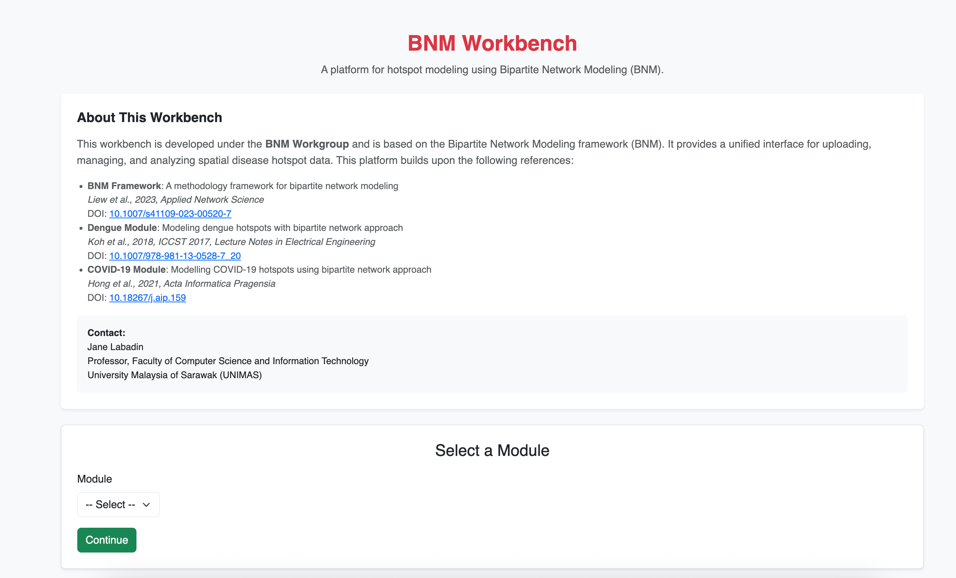 BNM Workbench
A platform for hotspot modeling using Bipartite Network Modeling (BNM).
About This Workbench
This workbench is developed under the BNM Workgroup and is based on the Bipartite Network Modeling framework (BNM). It provides a unified interface for uploading,
managing, and analyzing spatial disease hotspot data. This platform builds upon the following references:
• BNM Framework: A methodology framework for bipartite network modeling
Liew et al., 2023, Applied Network Science
DOI: 10.1007/s41109-023-00520-7
• Dengue Module: Modeling dengue hotspots with bipartite network approach
Koh et al., 2018, ICCST 2017, Lecture Notes in Electrical Engineering
DOI: 10.1007/978-981-13-0528-7_20
• COVID-19 Module: Modelling COVID-19 hotspots using bipartite network approach
Hong et al., 2021, Acta Informatica Pragensia
DOI: 10.18267/j.aip.159
Contact:
Jane Labadin
Professor, Faculty of Computer Science and Information Technology
University Malaysia of Sarawak (UNIMAS)
Select a Module
Module
-- Select --
Continue